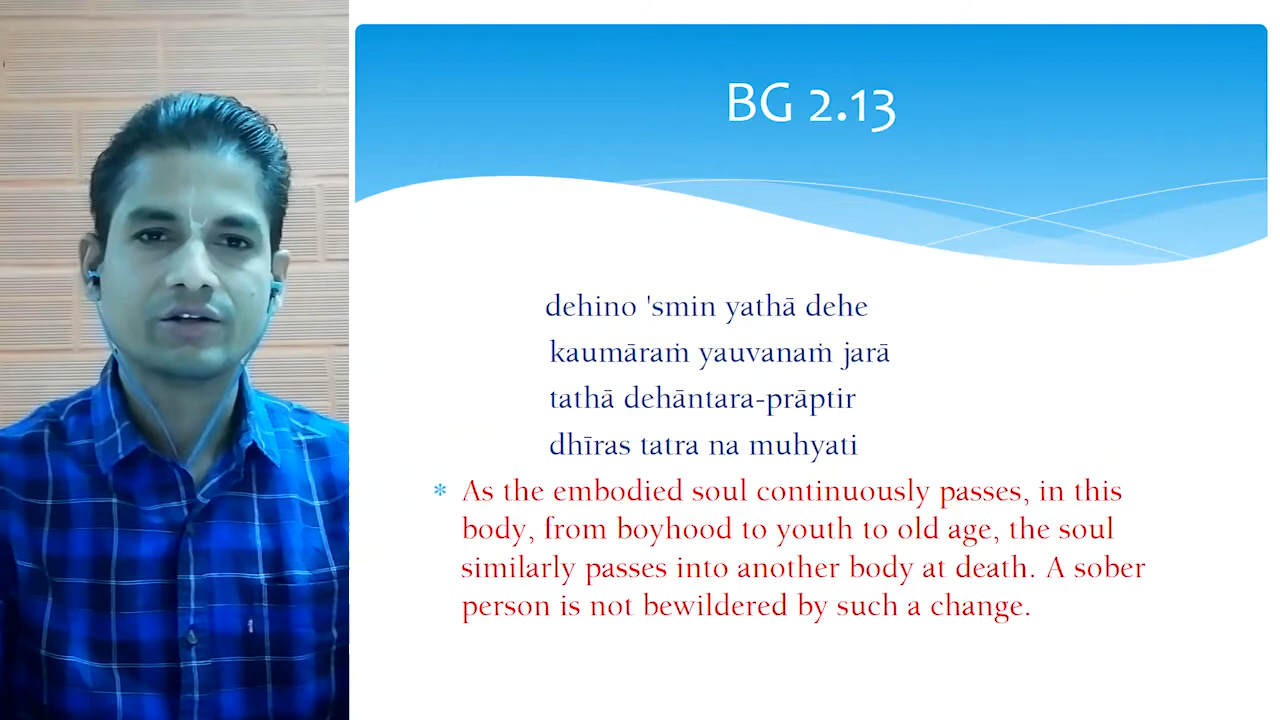 BG 2.13
dehino 'smin yathā dehe
kaumāraṁ yauvanaṁ jarā
tathā dehāntara-prāptir
dhīras tatra na muhyati
* As the embodied soul continuously passes, in this
body, from boyhood to youth to old age, the soul
similarly passes into another body at death. A sober
person is not bewildered by such a change.